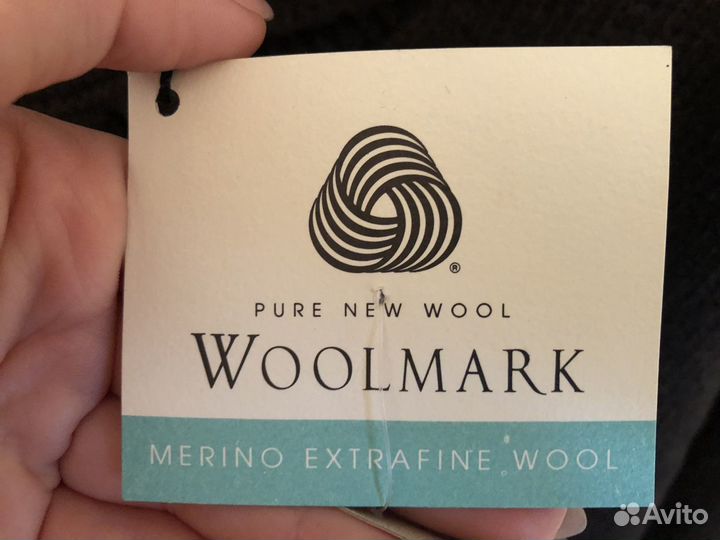 ®
PURE NEW WOOL
WOOLMARK
MERINO EXTRAFINE WOOL
Avito